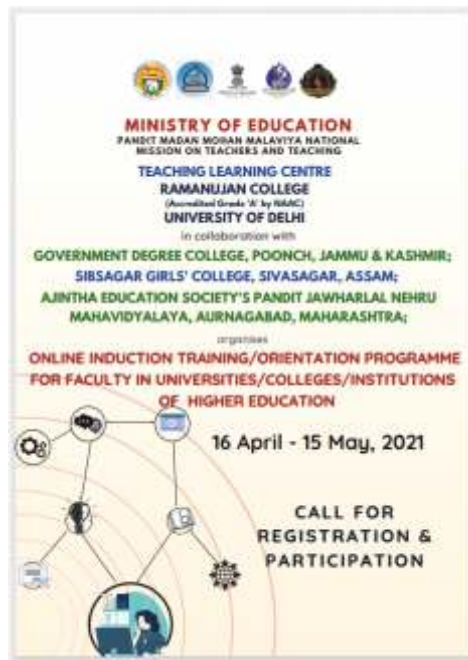 MINISTRY OF EDUCATION
PANDIT MADAN MOHAN MALAVIYA NATIONAL
MISSION ON TEACHERS AND TEACHING
TEACHING LEARNING CENTRE
RAMANUJAN COLLEGE
(Accredited Grade 'A' by NAAC)
UNIVERSITY OF DELHI
in collaboration with
GOVERNMENT DEGREE COLLEGE, POONCH, JAMMU & KASHMIR;
SIBSAGAR GIRLS' COLLEGE, SIVASAGAR, ASSAM;
AJINTHA EDUCATION SOCIETY'S PANDIT JAWHARLAL NEHRU
MAHAVIDYALAYA, AURNAGABAD, MAHARASHTRA;
organises
ONLINE INDUCTION TRAINING/ORIENTATION PROGRAMME
FOR FACULTY IN UNIVERSITIES/COLLEGES/INSTITUTIONS
OF HIGHER EDUCATION
16 April - 15 May, 2021
CALL FOR
REGISTRATION &
PARTICIPATION